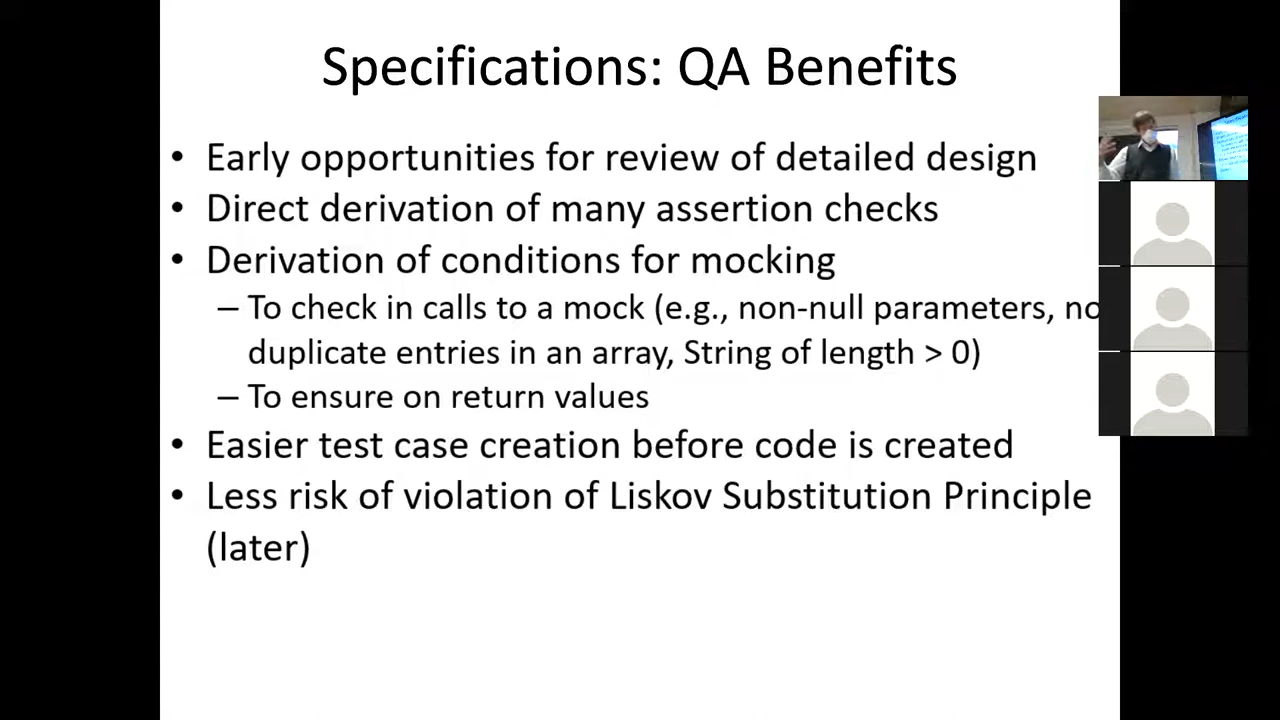 Specifications: QA Benefits
• Early opportunities for review of detailed design
• Direct derivation of many assertion checks
• Derivation of conditions for mocking
– To check in calls to a mock (e.g., non-null parameters, no
duplicate entries in an array, String of length > 0)
– To ensure on return values
• Easier test case creation before code is created
• Less risk of violation of Liskov Substitution Principle
(later)